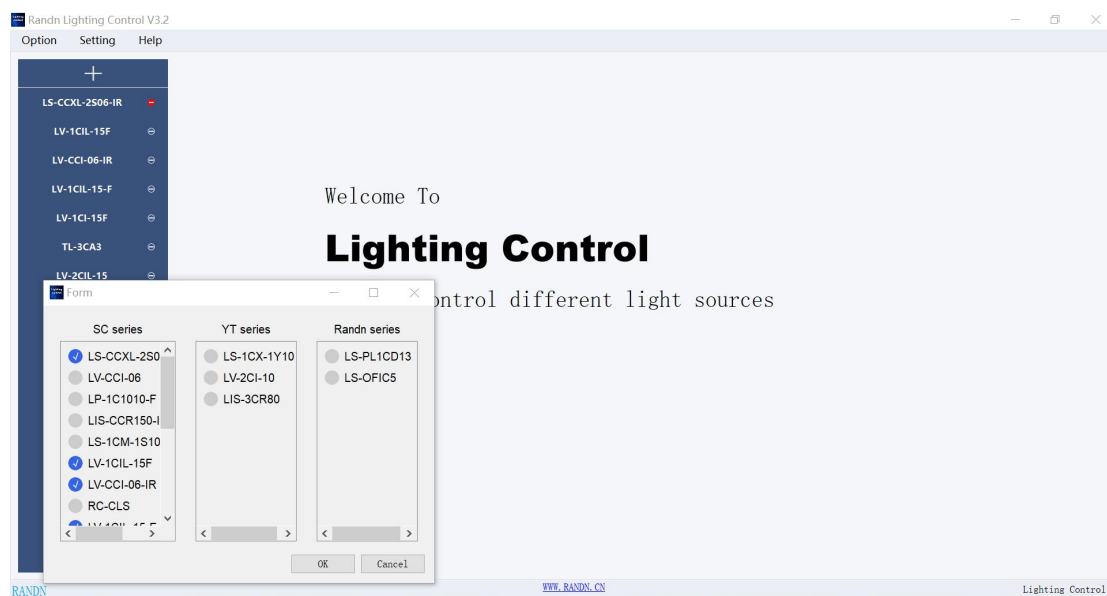 Randn Lighting Control V3.2
Option Setting Help
LS-CCXL-2S06-IR
LV-1CIL-15F
LV-CCI-06-IR
LV-1CIL-15-F
LV-1CI-15F
TL-3CA3
LV-2CIL-15
Welcome To
Lighting Control
ontrol different light sources
Form
SC series YT series Randn series
LS-CCXL-2S0 LS-1CX-1Y10 LS-PL1CD13
LV-CCI-06 LV-2CI-10 LS-OFIC5
LP-1C1010-F LIS-3CR80
LIS-CCR150-I
LS-1CM-1S10
LV-1CIL-15F
LV-CCI-06-IR
RC-CLS
OK Cancel
RANDN WWW.RANDN.CN Lighting Control